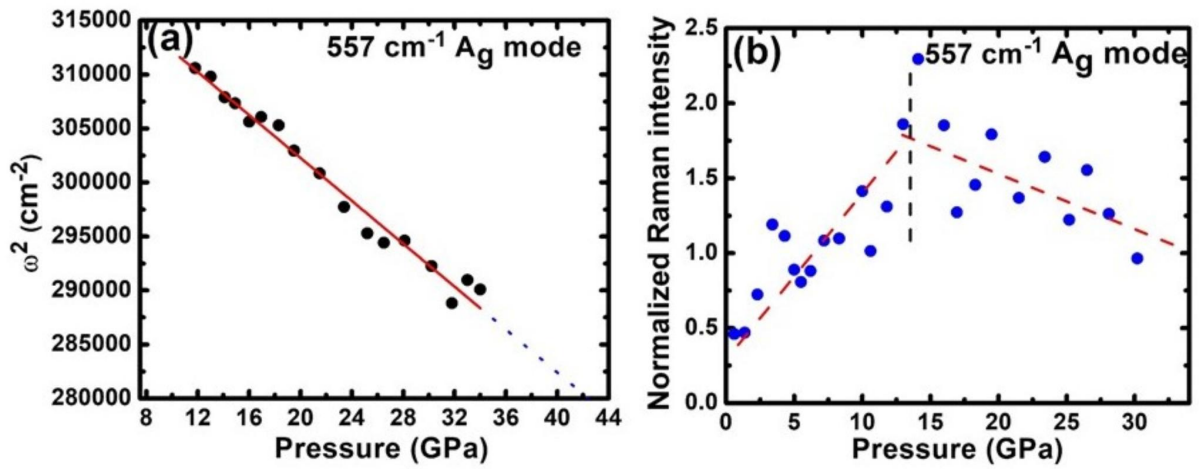 (a)
557 cm⁻¹ Ag mode
315000
310000
305000
300000
295000
290000
285000
280000
ω² (cm⁻²)
8 12 16 20 24 28 32 36 40 44
Pressure (GPa)
(b)
557 cm⁻¹ Ag mode
2.5
2.0
1.5
1.0
0.5
0.0
Normalized Raman intensity
0 5 10 15 20 25 30
Pressure (GPa)